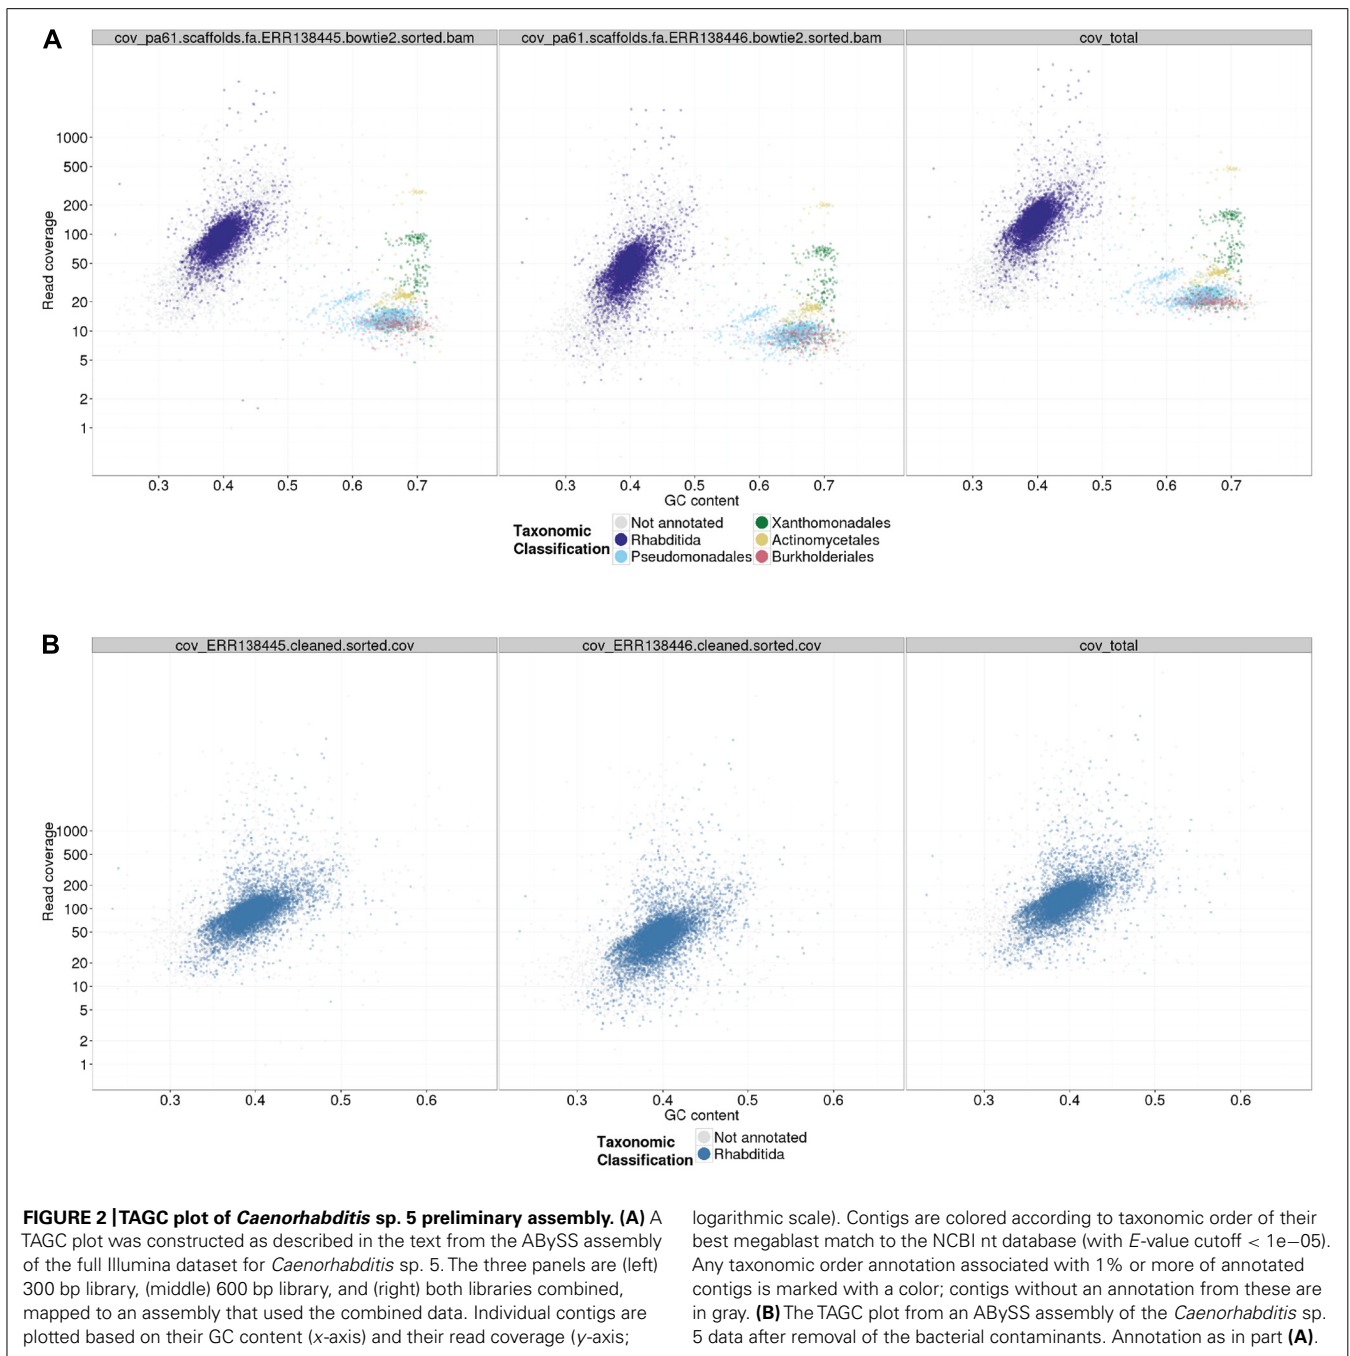 A
cov_pa61.scaffolds.fa.ERR138445.bowtie2.sorted.bam
cov_pa61.scaffolds.fa.ERR138446.bowtie2.sorted.bam
cov_total
Read coverage
1000
500
200
100
50
20
10
5
2
1
0.3 0.4 0.5 0.6 0.7
0.3 0.4 0.5 0.6 0.7
0.3 0.4 0.5 0.6 0.7
GC content
Taxonomic
Classification
Not annotated
Rhabditida
Pseudomonadales
Xanthomonadales
Actinomycetales
Burkholderiales
B
cov_ERR138445.cleaned.sorted.cov
cov_ERR138446.cleaned.sorted.cov
cov_total
Read coverage
1000
500
200
100
50
20
10
5
2
1
0.3 0.4 0.5 0.6
0.3 0.4 0.5 0.6
0.3 0.4 0.5 0.6
GC content
Taxonomic
Classification
Not annotated
Rhabditida
FIGURE 2 | TAGC plot of Caenorhabditis sp. 5 preliminary assembly. (A) A
TAGC plot was constructed as described in the text from the ABySS assembly
of the full Illumina dataset for Caenorhabditis sp. 5. The three panels are (left)
300 bp library, (middle) 600 bp library, and (right) both libraries combined,
mapped to an assembly that used the combined data. Individual contigs are
plotted based on their GC content (x-axis) and their read coverage (y-axis;
logarithmic scale). Contigs are colored according to taxonomic order of their
best megablast match to the NCBI nt database (with E-value cutoff < 1e−05).
Any taxonomic order annotation associated with 1% or more of annotated
contigs is marked with a color; contigs without an annotation from these are
in gray. (B) The TAGC plot from an ABySS assembly of the Caenorhabditis sp.
5 data after removal of the bacterial contaminants. Annotation as in part (A).